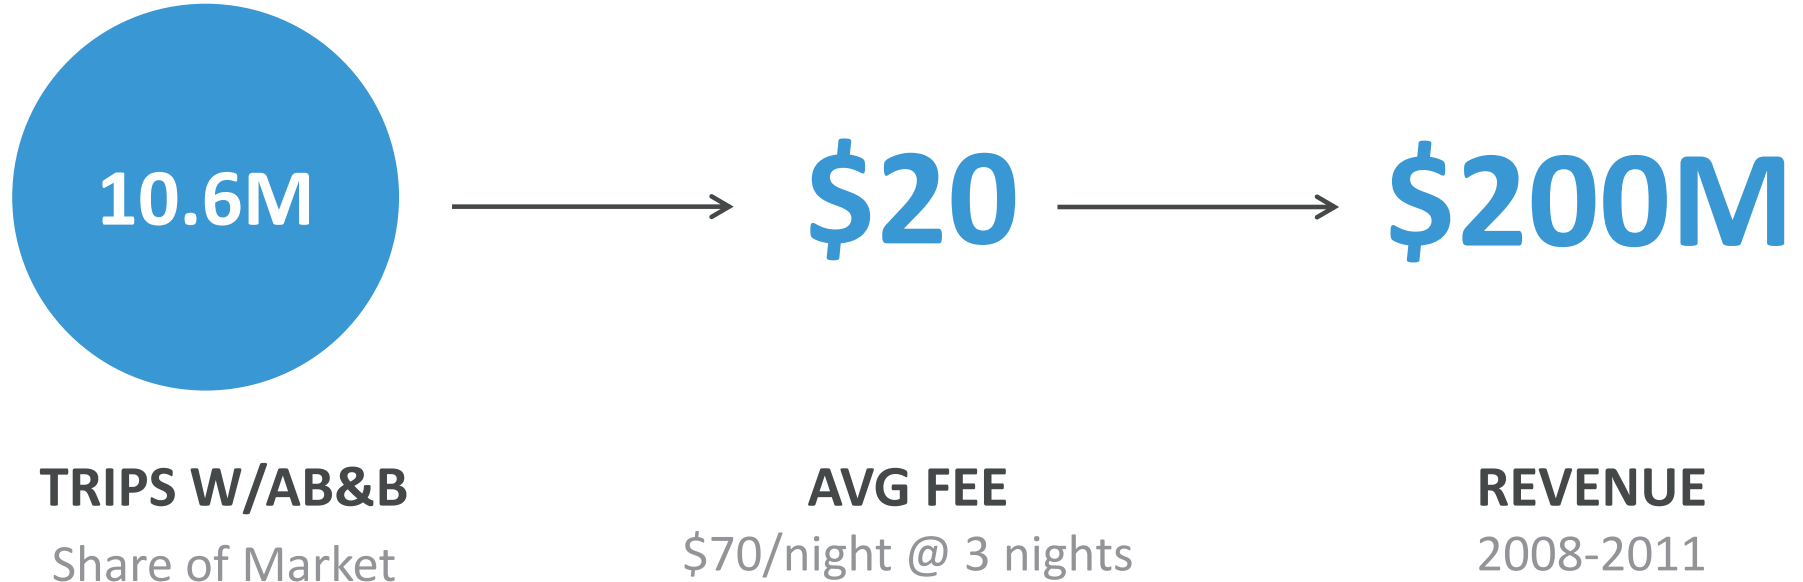 10.6M
$20
$200M
TRIPS W/AB&B
Share of Market
AVG FEE
$70/night @ 3 nights
REVENUE
2008-2011